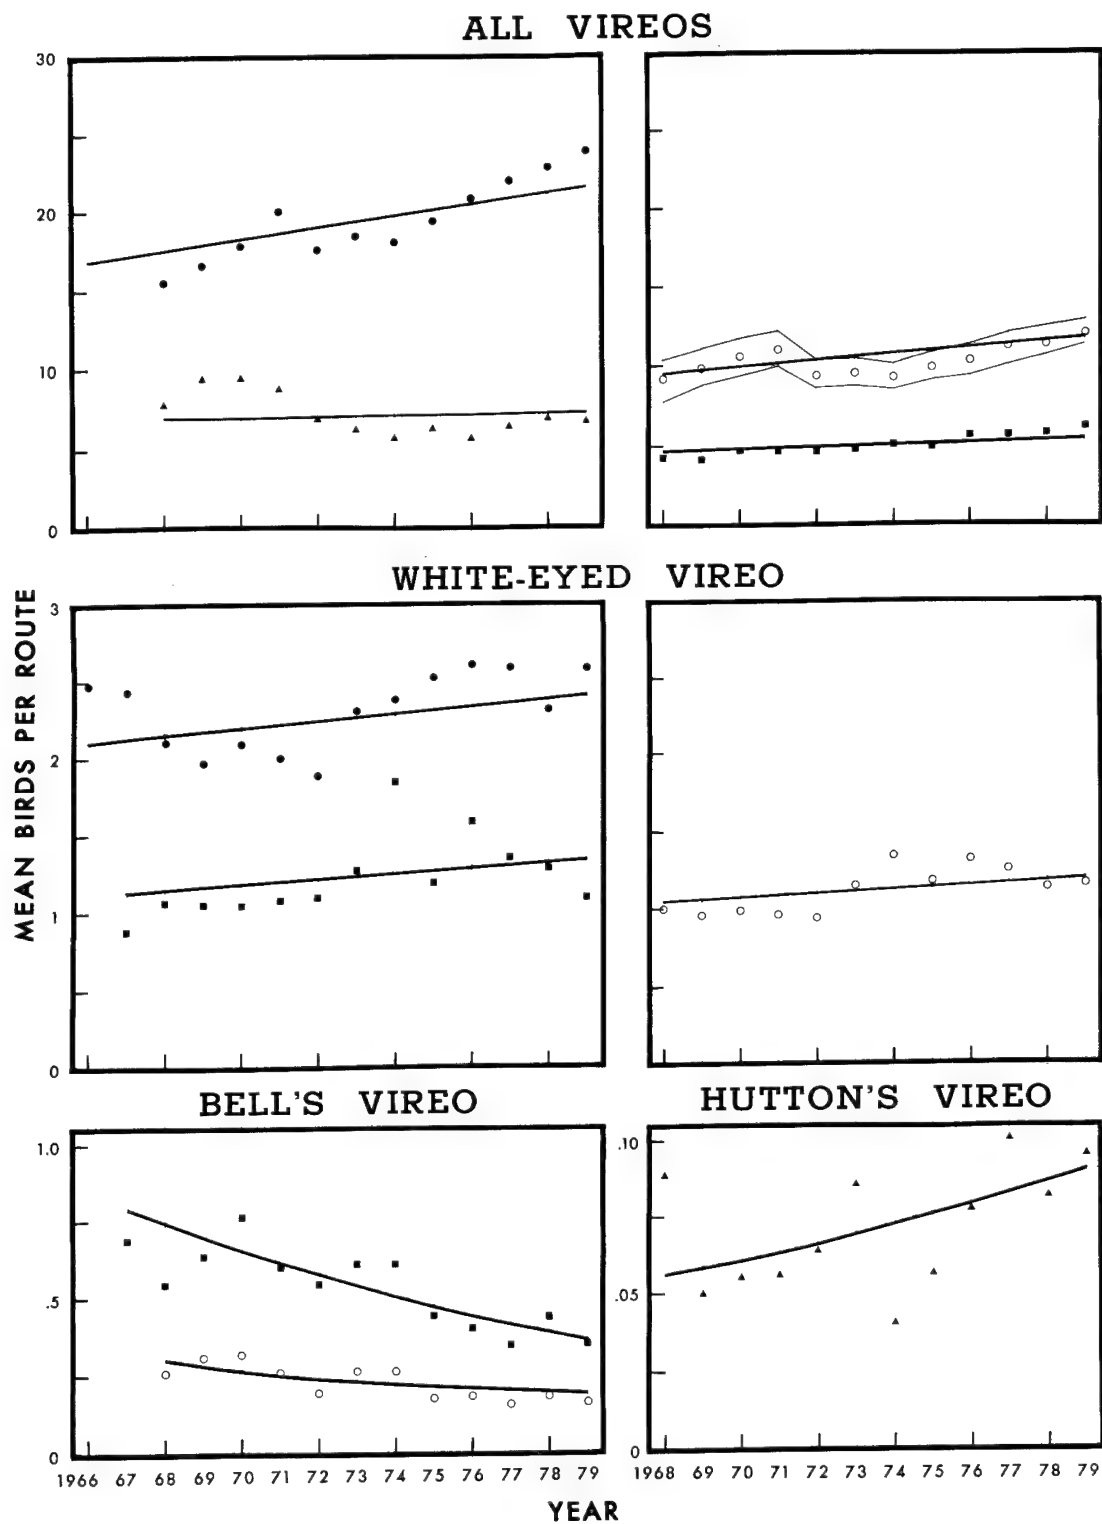 ALL VIREOS
30
20
10
0
WHITE-EYED VIREO
MEAN BIRDS PER ROUTE
3
2
1
0
BELL'S VIREO
HUTTON'S VIREO
1.0
.5
0
.10
.05
0
1966 67 68 69 70 71 72 73 74 75 76 77 78 79
1968 69 70 71 72 73 74 75 76 77 78 79
YEAR